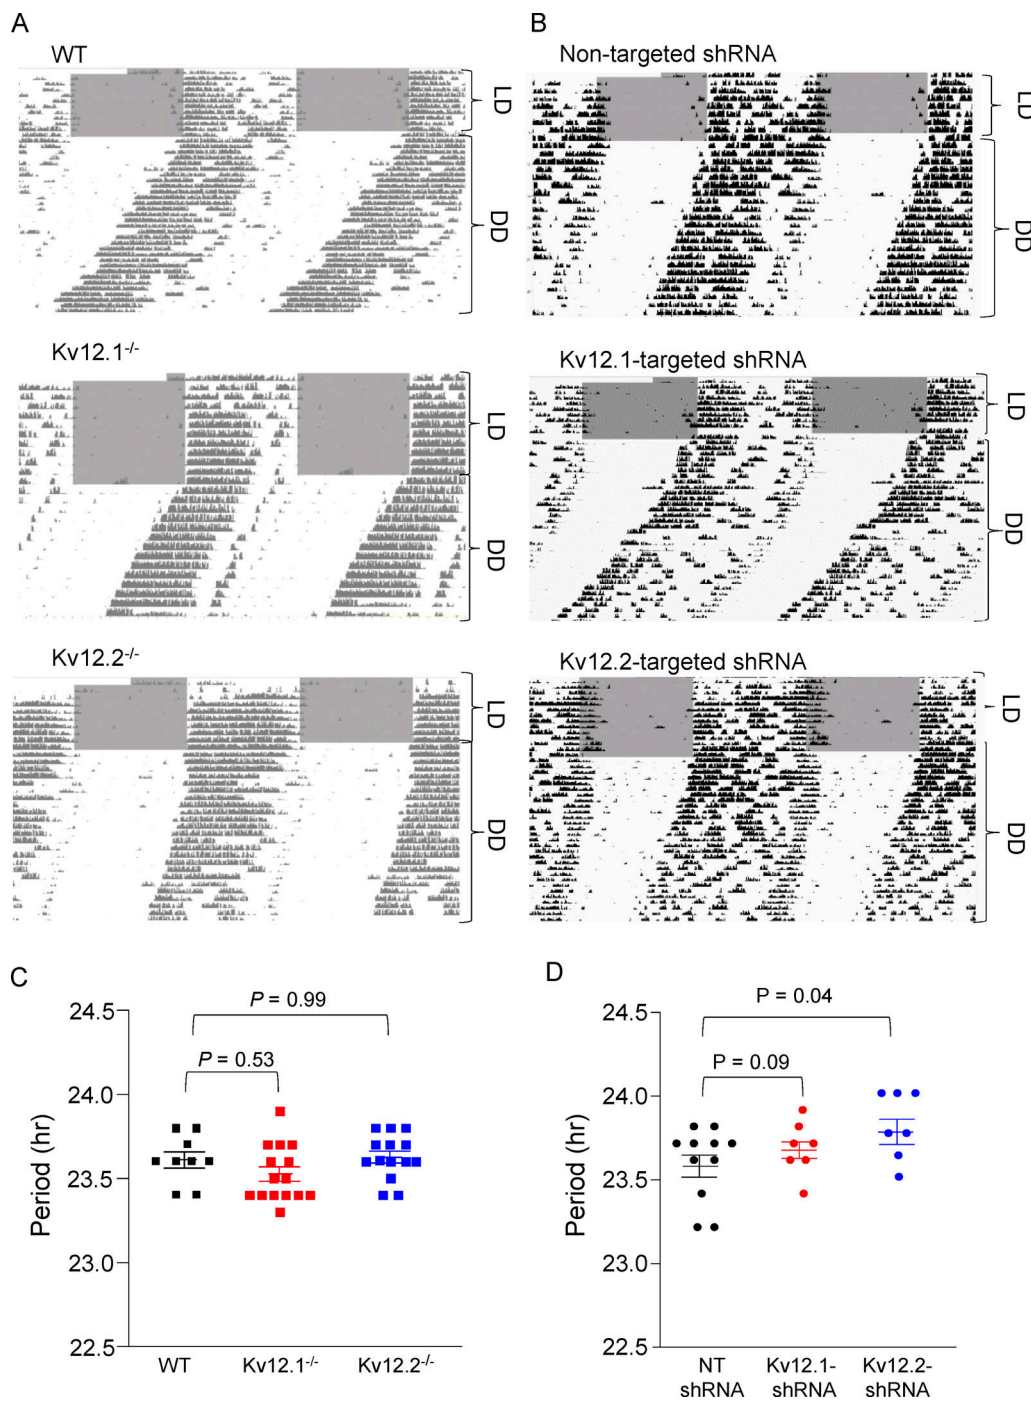 A
WT
LD
DD
Kv12.1-/-
LD
DD
Kv12.2-/-
LD
DD
B
Non-targeted shRNA
LD
DD
Kv12.1-targeted shRNA
LD
DD
Kv12.2-targeted shRNA
LD
DD
C
P = 0.99
P = 0.53
Period (hr)
24.5
24.0
23.5
23.0
22.5
WT
Kv12.1-/-
Kv12.2-/-
D
P = 0.04
P = 0.09
Period (hr)
24.5
24.0
23.5
23.0
22.5
NT
shRNA
Kv12.1-
shRNA
Kv12.2-
shRNA